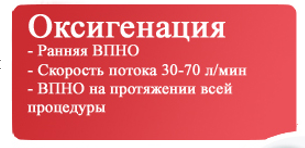 Оксигенация
- Ранняя ВПНО
- Скорость потока 30-70 л/мин
- ВПНО на протяжении всей
процедуры